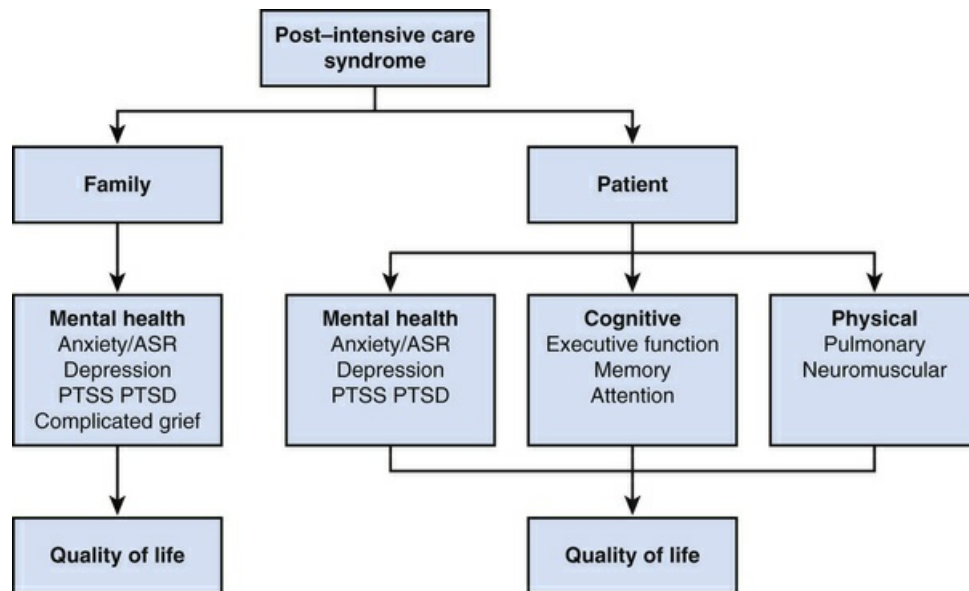 Post–intensive care
syndrome
Family
Patient
Mental health
Anxiety/ASR
Depression
PTSS PTSD
Complicated grief
Mental health
Anxiety/ASR
Depression
PTSS PTSD
Cognitive
Executive function
Memory
Attention
Physical
Pulmonary
Neuromuscular
Quality of life
Quality of life